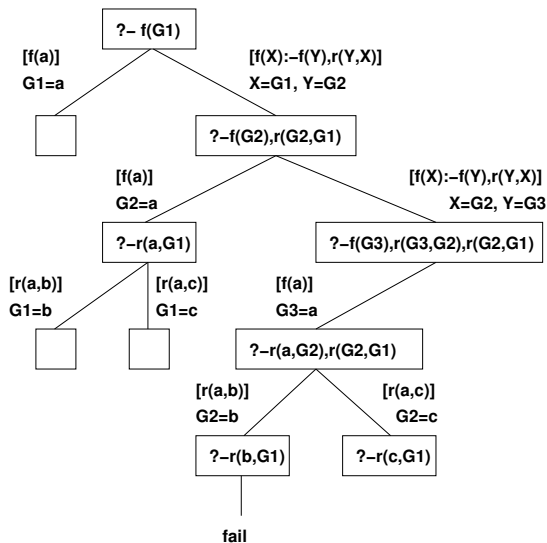 ?– f(G1)
[f(a)]
G1=a
[f(X):–f(Y),r(Y,X)]
X=G1, Y=G2
?–f(G2),r(G2,G1)
[f(a)]
G2=a
[f(X):–f(Y),r(Y,X)]
X=G2, Y=G3
?–r(a,G1)
?–f(G3),r(G3,G2),r(G2,G1)
[r(a,b)]
G1=b
[r(a,c)]
G1=c
[f(a)]
G3=a
?–r(a,G2),r(G2,G1)
[r(a,b)]
G2=b
[r(a,c)]
G2=c
?–r(b,G1)
?–r(c,G1)
fail